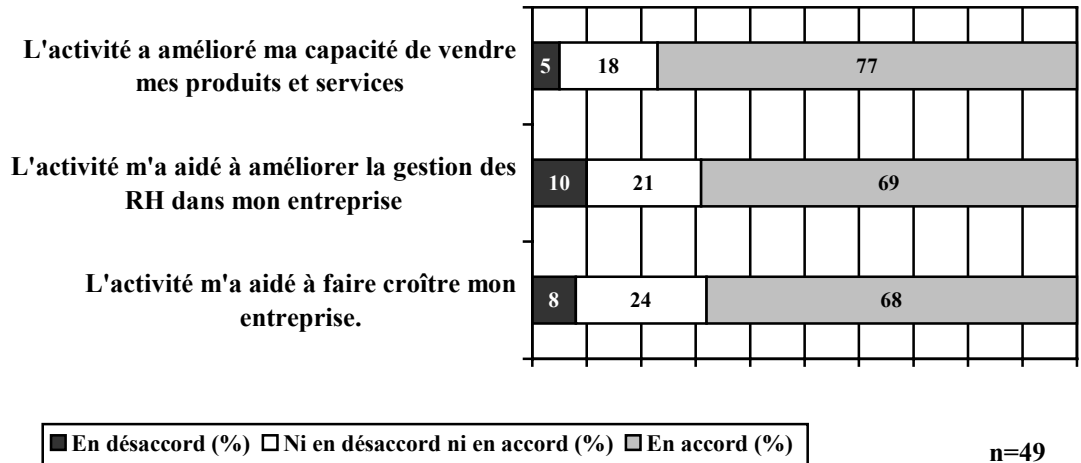 L'activité a amélioré ma capacité de vendre
mes produits et services
5 18 77
L'activité m'a aidé à améliorer la gestion des
RH dans mon entreprise
10 21 69
L'activité m'a aidé à faire croître mon
entreprise.
8 24 68
En désaccord (%) Ni en désaccord ni en accord (%) En accord (%)
n=49